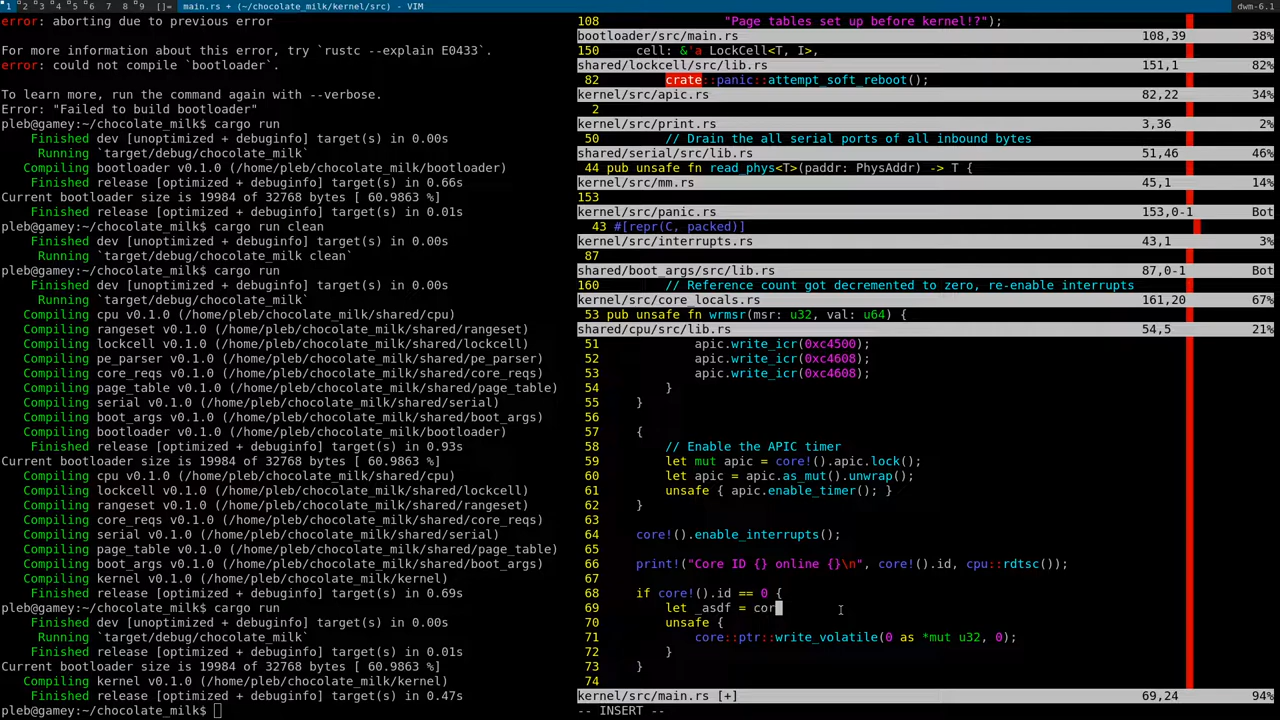 1 2 3 4 5 6 7 8 9 []= main.rs + (~/chocolate_milk/kernel/src) - VIM dwm-6.1
error: aborting due to previous error
For more information about this error, try `rustc --explain E0433`.
error: could not compile `bootloader`.
To learn more, run the command again with --verbose.
Error: "Failed to build bootloader"
pleb@gamey:~/chocolate_milk$ cargo run
Finished dev [unoptimized + debuginfo] target(s) in 0.00s
Running `target/debug/chocolate_milk`
Compiling bootloader v0.1.0 (/home/pleb/chocolate_milk/bootloader)
Finished release [optimized + debuginfo] target(s) in 0.66s
Current bootloader size is 19984 of 32768 bytes [ 60.9863 %]
Finished release [optimized + debuginfo] target(s) in 0.01s
pleb@gamey:~/chocolate_milk$ cargo run clean
Finished dev [unoptimized + debuginfo] target(s) in 0.00s
Running `target/debug/chocolate_milk clean`
pleb@gamey:~/chocolate_milk$ cargo run
Finished dev [unoptimized + debuginfo] target(s) in 0.00s
Running `target/debug/chocolate_milk`
Compiling cpu v0.1.0 (/home/pleb/chocolate_milk/shared/cpu)
Compiling rangeset v0.1.0 (/home/pleb/chocolate_milk/shared/rangeset)
Compiling lockcell v0.1.0 (/home/pleb/chocolate_milk/shared/lockcell)
Compiling pe_parser v0.1.0 (/home/pleb/chocolate_milk/shared/pe_parser)
Compiling core_reqs v0.1.0 (/home/pleb/chocolate_milk/shared/core_reqs)
Compiling page_table v0.1.0 (/home/pleb/chocolate_milk/shared/page_table)
Compiling serial v0.1.0 (/home/pleb/chocolate_milk/shared/serial)
Compiling boot_args v0.1.0 (/home/pleb/chocolate_milk/shared/boot_args)
Compiling bootloader v0.1.0 (/home/pleb/chocolate_milk/bootloader)
Finished release [optimized + debuginfo] target(s) in 0.93s
Current bootloader size is 19984 of 32768 bytes [ 60.9863 %]
Compiling cpu v0.1.0 (/home/pleb/chocolate_milk/shared/cpu)
Compiling lockcell v0.1.0 (/home/pleb/chocolate_milk/shared/lockcell)
Compiling rangeset v0.1.0 (/home/pleb/chocolate_milk/shared/rangeset)
Compiling core_reqs v0.1.0 (/home/pleb/chocolate_milk/shared/core_reqs)
Compiling serial v0.1.0 (/home/pleb/chocolate_milk/shared/serial)
Compiling page_table v0.1.0 (/home/pleb/chocolate_milk/shared/page_table)
Compiling boot_args v0.1.0 (/home/pleb/chocolate_milk/shared/boot_args)
Compiling kernel v0.1.0 (/home/pleb/chocolate_milk/kernel)
Finished release [optimized + debuginfo] target(s) in 0.69s
pleb@gamey:~/chocolate_milk$ cargo run
Finished dev [unoptimized + debuginfo] target(s) in 0.00s
Running `target/debug/chocolate_milk`
Finished release [optimized + debuginfo] target(s) in 0.01s
Current bootloader size is 19984 of 32768 bytes [ 60.9863 %]
Compiling kernel v0.1.0 (/home/pleb/chocolate_milk/kernel)
Finished release [optimized + debuginfo] target(s) in 0.47s
pleb@gamey:~/chocolate_milk$
108 "Page tables set up before kernel!?");
bootloader/src/main.rs 108,39 38%
150 cell: &'a LockCell<T, I>,
shared/lockcell/src/lib.rs 151,1 82%
82 crate::panic::attempt_soft_reboot();
kernel/src/apic.rs 82,22 34%
2
kernel/src/print.rs 3,36 2%
50 // Drain the all serial ports of all inbound bytes
shared/serial/src/lib.rs 51,46 46%
44 pub unsafe fn read_phys<T>(paddr: PhysAddr) -> T {
kernel/src/mm.rs 45,1 14%
153
kernel/src/panic.rs 153,0-1 Bot
43 #[repr(C, packed)]
kernel/src/interrupts.rs 43,1 3%
87
shared/boot_args/src/lib.rs 87,0-1 Bot
160 // Reference count got decremented to zero, re-enable interrupts
kernel/src/core_locals.rs 161,20 67%
53 pub unsafe fn wrmsr(msr: u32, val: u64) {
shared/cpu/src/lib.rs 54,5 21%
51 apic.write_icr(0xc4500);
52 apic.write_icr(0xc4608);
53 apic.write_icr(0xc4608);
54 }
55 }
56
57 {
58 // Enable the APIC timer
59 let mut apic = core!().apic.lock();
60 let apic = apic.as_mut().unwrap();
61 unsafe { apic.enable_timer(); }
62 }
63
64 core!().enable_interrupts();
65
66 print!("Core ID {} online {}\n", core!().id, cpu::rdtsc());
67
68 if core!().id == 0 {
69 let _asdf = cor
70 unsafe {
71 core::ptr::write_volatile(0 as *mut u32, 0);
72 }
73 }
74
kernel/src/main.rs [+] 69,24 94%
-- INSERT --